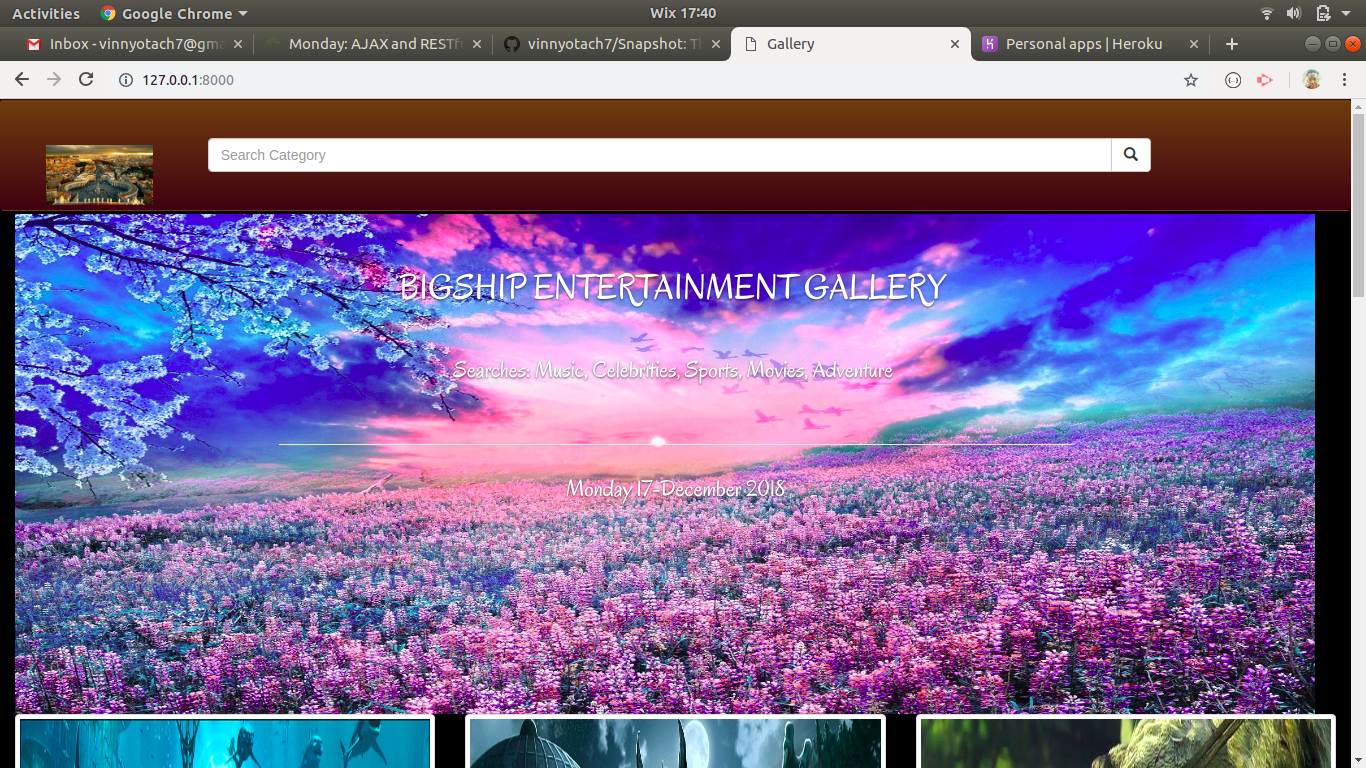 Activities
Google Chrome
Wix 17:40
Inbox - vinnyotach7@gma
Monday: AJAX and RESTf
vinnyotach7/Snapshot: Th
Gallery
Personal apps | Heroku
127.0.0.1:8000
Search Category
BIGSHIP ENTERTAINMENT GALLERY
Searches: Music, Celebrities, Sports, Movies, Adventure
Monday 17-December 2018